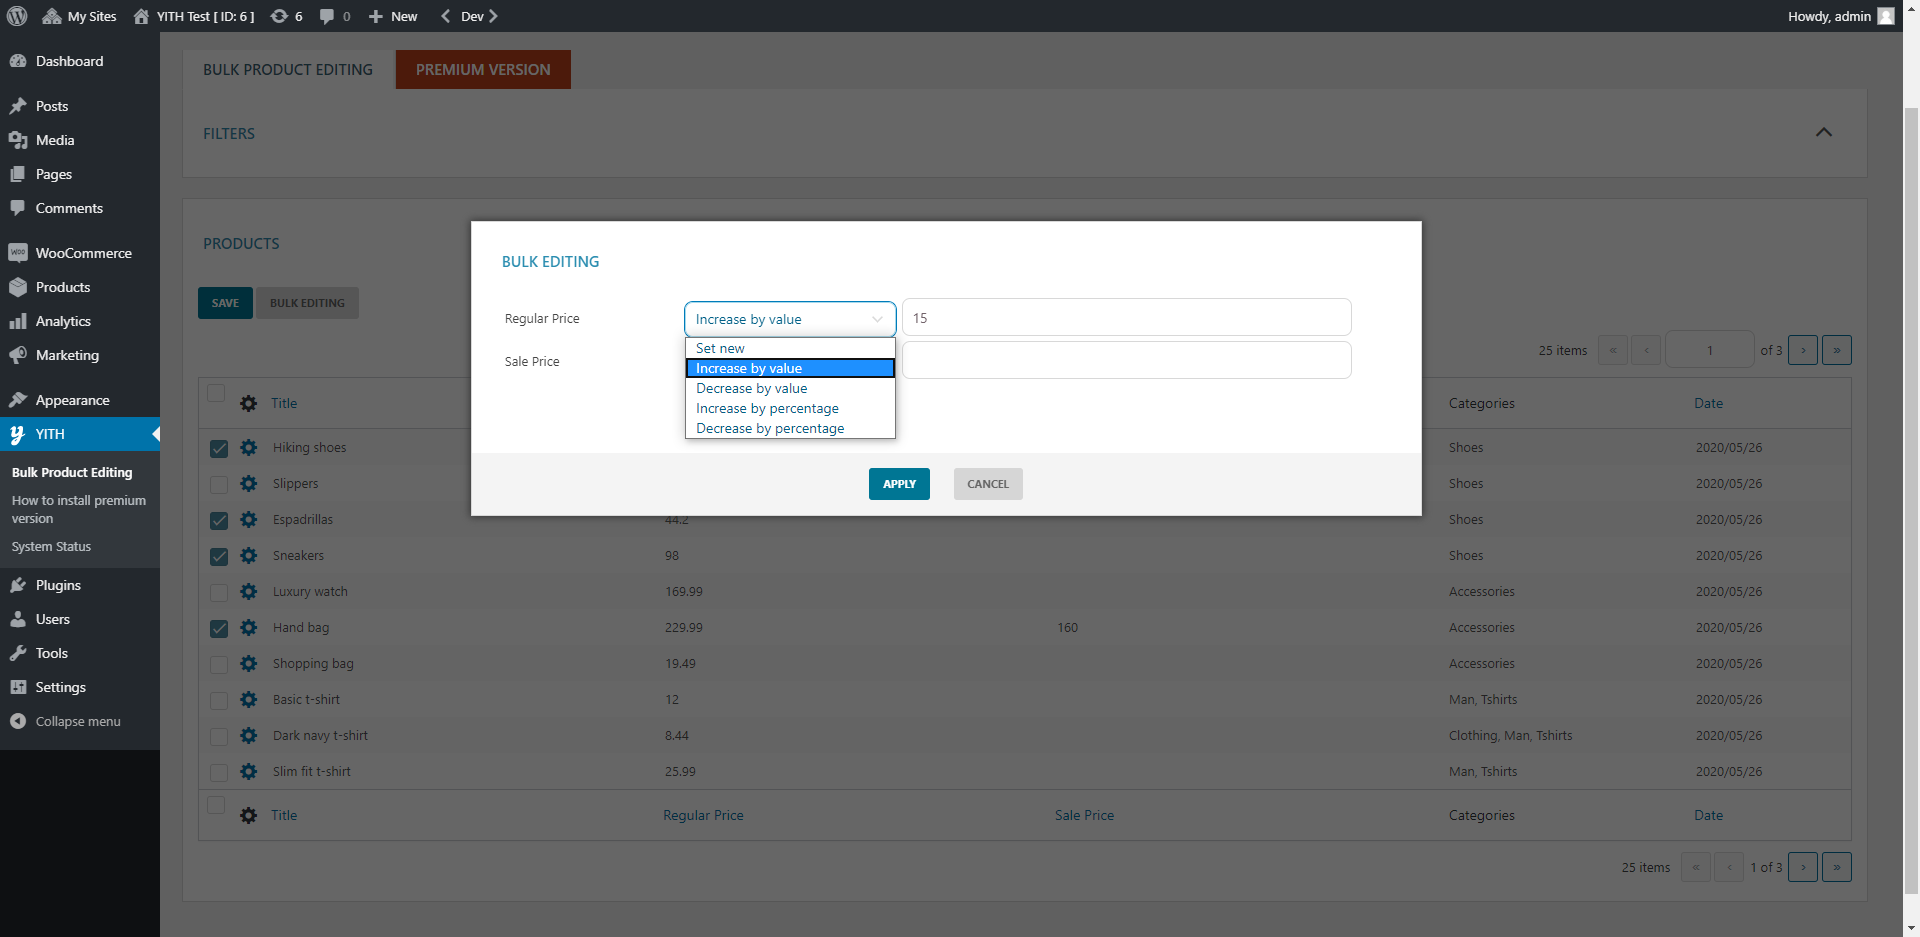 My Sites YITH Test [ ID: 6 ] 6 0 New Dev Howdy, admin
Dashboard
Posts
Media
Pages
Comments
WooCommerce
Products
Analytics
Marketing
Appearance
YITH
Bulk Product Editing
How to install premium
version
System Status
Plugins
Users
Tools
Settings
Collapse menu
BULK PRODUCT EDITING PREMIUM VERSION
FILTERS
PRODUCTS
SAVE BULK EDITING
25 items « ‹ 1 of 3 › »
BULK EDITING
Regular Price Increase by value 15
Sale Price
Set new
Increase by value
Decrease by value
Increase by percentage
Decrease by percentage
APPLY CANCEL
Title Categories Date
Hiking shoes Shoes 2020/05/26
Slippers Shoes 2020/05/26
Espadrillas 44.2 Shoes 2020/05/26
Sneakers 98 Shoes 2020/05/26
Luxury watch 169.99 Accessories 2020/05/26
Hand bag 229.99 160 Accessories 2020/05/26
Shopping bag 19.49 Accessories 2020/05/26
Basic t-shirt 12 Man, Tshirts 2020/05/26
Dark navy t-shirt 8.44 Clothing, Man, Tshirts 2020/05/26
Slim fit t-shirt 25.99 Man, Tshirts 2020/05/26
Title Regular Price Sale Price Categories Date
25 items « ‹ 1 of 3 › »